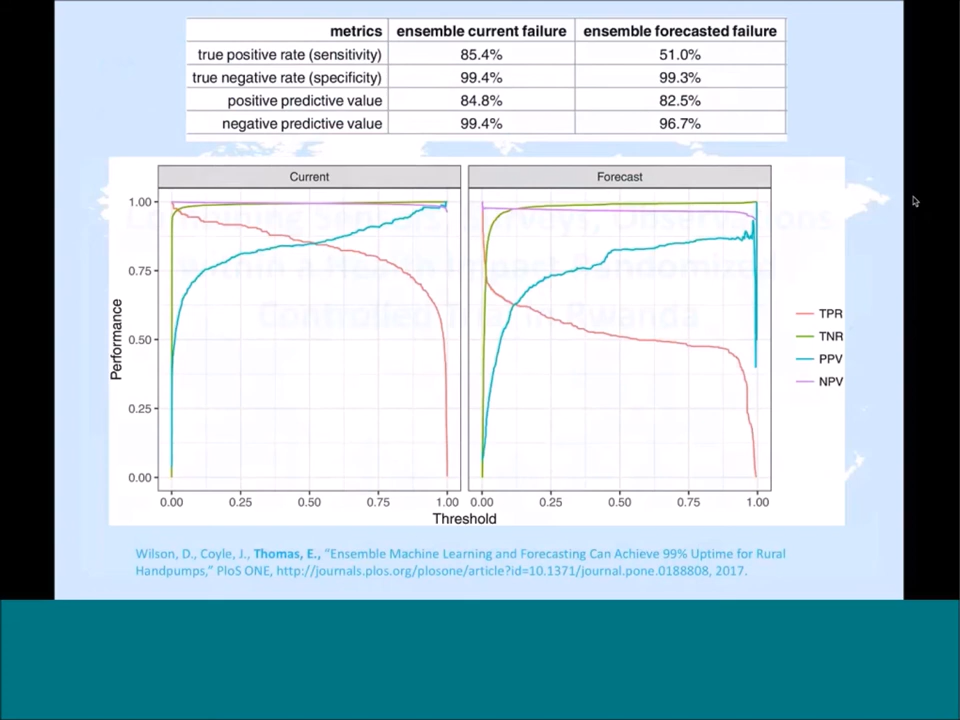 metrics ensemble current failure ensemble forecasted failure
true positive rate (sensitivity) 85.4% 51.0%
true negative rate (specificity) 99.4% 99.3%
positive predictive value 84.8% 82.5%
negative predictive value 99.4% 96.7%
Current Forecast
1.00
0.75
0.50
0.25
0.00
Performance
0.00 0.25 0.50 0.75 1.00 0.00 0.25 0.50 0.75 1.00
Threshold
TPR
TNR
PPV
NPV
Controlled Trial in Rwanda
Wilson, D., Coyle, J., Thomas, E., “Ensemble Machine Learning and Forecasting Can Achieve 99% Uptime for Rural
Handpumps,” PloS ONE, http://journals.plos.org/plosone/article?id=10.1371/journal.pone.0188808, 2017.